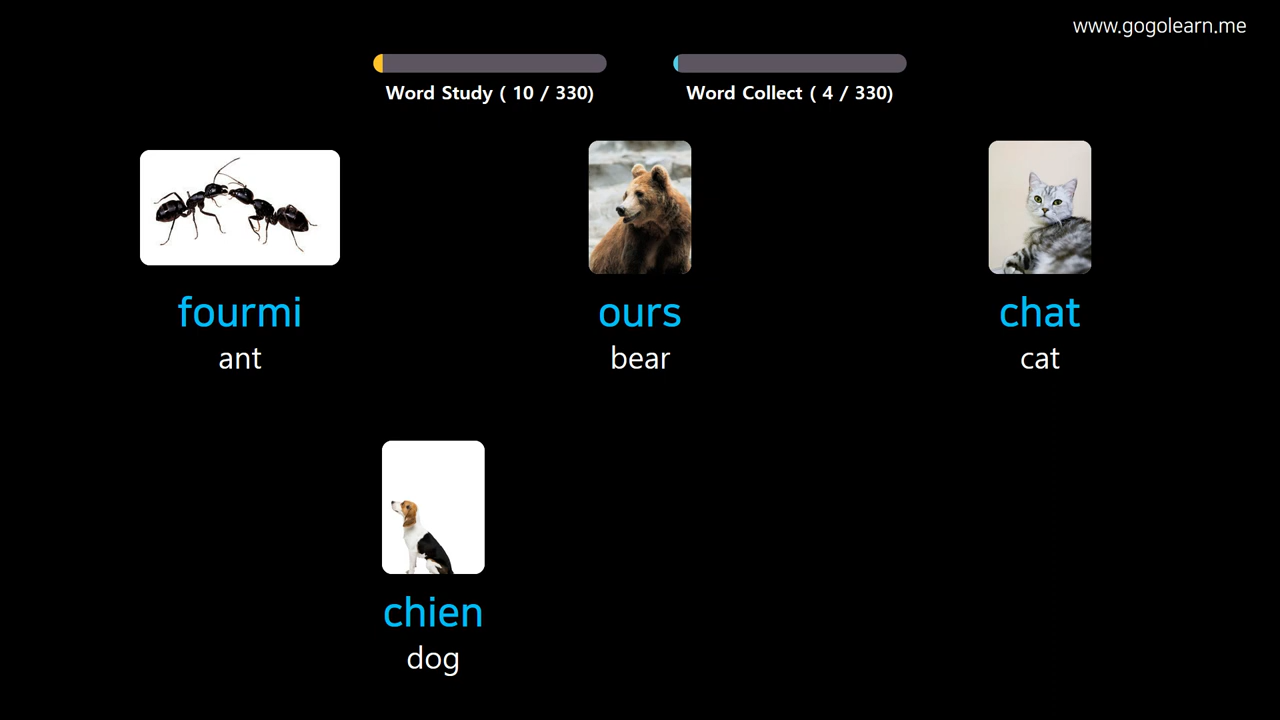 www.gogolearn.me
Word Study ( 10 / 330)
Word Collect ( 4 / 330)
fourmi
ant
ours
bear
chat
cat
chien
dog